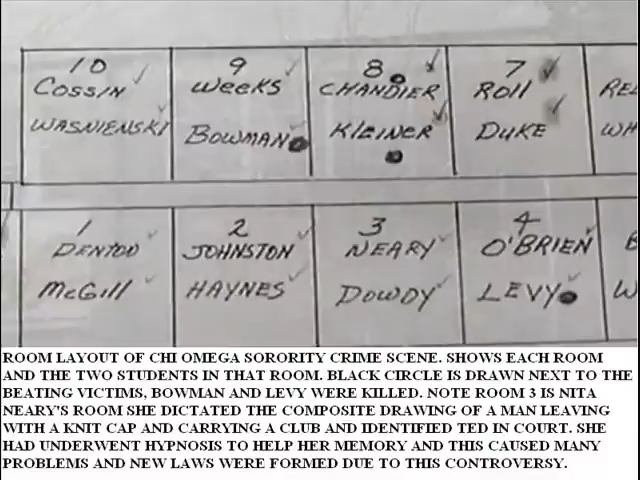 10 9 8 7
COSSIN WEEKS CHANDLER ROLL REL
WASNIENSKI BOWMAN KLEINER DUKE WH
1 2 3 4
DENTON JOHNSTON NEARY O'BRIEN B
McGill HAYNES DOWDY LEVY W
ROOM LAYOUT OF CHI OMEGA SORORITY CRIME SCENE. SHOWS EACH ROOM
AND THE TWO STUDENTS IN THAT ROOM. BLACK CIRCLE IS DRAWN NEXT TO THE
BEATING VICTIMS, BOWMAN AND LEVY WERE KILLED. NOTE ROOM 3 IS NITA
NEARY'S ROOM SHE DICTATED THE COMPOSITE DRAWING OF A MAN LEAVING
WITH A KNIT CAP AND CARRYING A CLUB AND IDENTIFIED TED IN COURT. SHE
HAD UNDERWENT HYPNOSIS TO HELP HER MEMORY AND THIS CAUSED MANY
PROBLEMS AND NEW LAWS WERE FORMED DUE TO THIS CONTROVERSY.